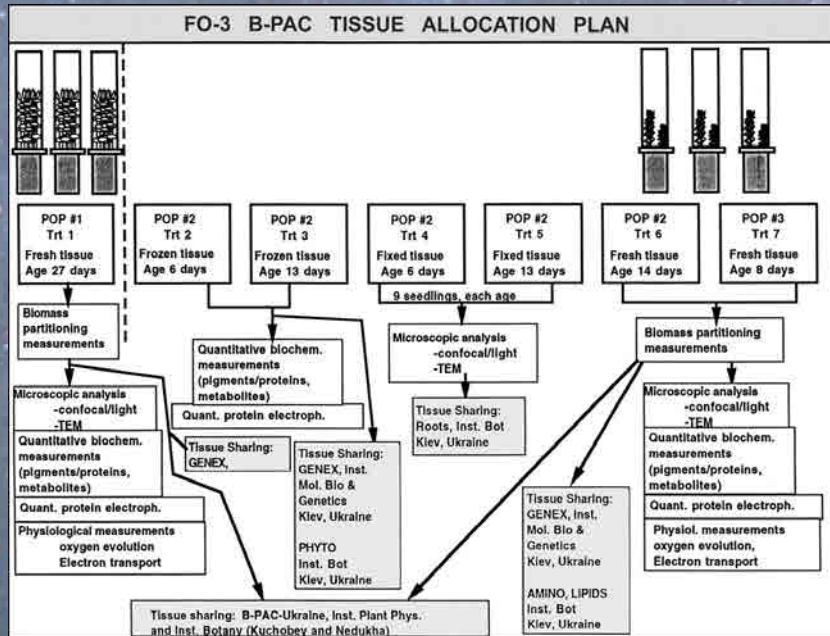 FO-3 B-PAC TISSUE ALLOCATION PLAN
POP #1
Trt 1
Fresh tissue
Age 27 days
POP #2
Trt 2
Frozen tissue
Age 6 days
POP #2
Trt 3
Frozen tissue
Age 13 days
POP #2
Trt 4
Fixed tissue
Age 6 days
POP #2
Trt 5
Fixed tissue
Age 13 days
POP #2
Trt 6
Fresh tissue
Age 14 days
POP #3
Trt 7
Fresh tissue
Age 8 days
9 seedlings, each age
Biomass
partitioning
measurements
Quantitative biochem.
measurements
(pigments/proteins,
metabolites)
Quant. protein electroph.
Microscopic analysis
-confocal/light
-TEM
Biomass partitioning
measurements
Microscopic analysis
-confocal/light
-TEM
Quantitative biochem.
measurements
(pigments/proteins,
metabolites)
Quant. protein electroph.
Physiological measurements
oxygen evolution
Electron transport
Tissue Sharing:
GENEX,
Tissue Sharing:
GENEX, Inst.
Mol. Bio &
Genetics
Kiev, Ukraine
PHYTO
Inst. Bot
Kiev, Ukraine
Tissue Sharing:
Roots, Inst. Bot
Kiev, Ukraine
Tissue Sharing:
GENEX, Inst.
Mol. Bio &
Genetics
Kiev, Ukraine
AMINO, LIPIDS
Inst. Bot
Kiev, Ukraine
Microscopic analysis
-confocal/light
-TEM
Quantitative biochem.
measurements
(pigments/proteins,
metabolites)
Quant. protein electroph.
Physiol. measurements
oxygen evolution,
Electron transport
Tissue sharing: B-PAC-Ukraine, Inst. Plant Phys.
and Inst. Botany (Kuchobey and Nedukha)